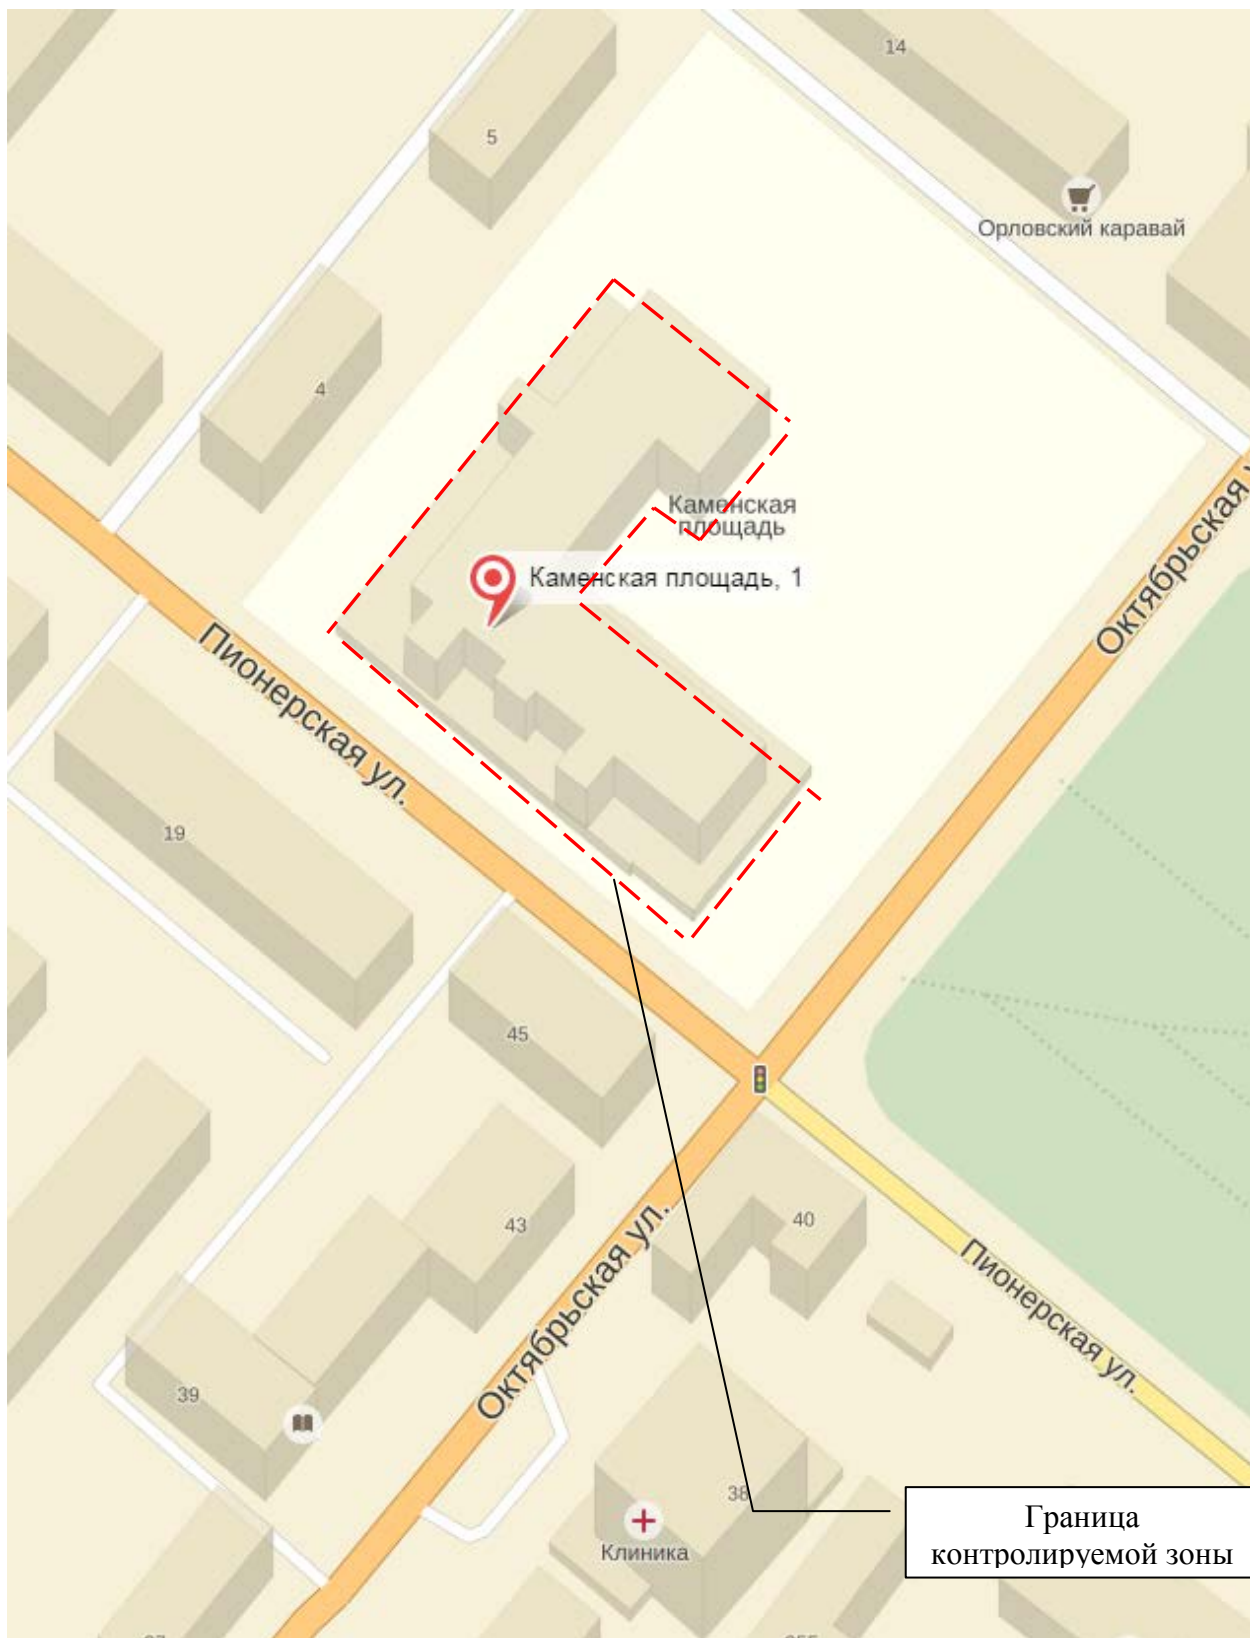 14
5
Орловский каравай
4
Каменская
площадь
Каменская площадь, 1
Октябрьская
Пионерская ул.
19
45
43
40
Октябрьская ул.
Пионерская ул.
39
38
Клиника
Граница
контролируемой зоны